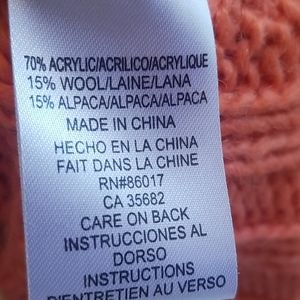 70% ACRYLIC/ACRILICO/ACRYLIQUE
15% WOOL/LAINE/LANA
15% ALPACA/ALPACA/ALPACA
MADE IN CHINA
HECHO EN LA CHINA
FAIT DANS LA CHINE
RN#86017
CA 35682
CARE ON BACK
INSTRUCCIONES AL
DORSO
INSTRUCTIONS
D'ENTRETIEN AU VERSO